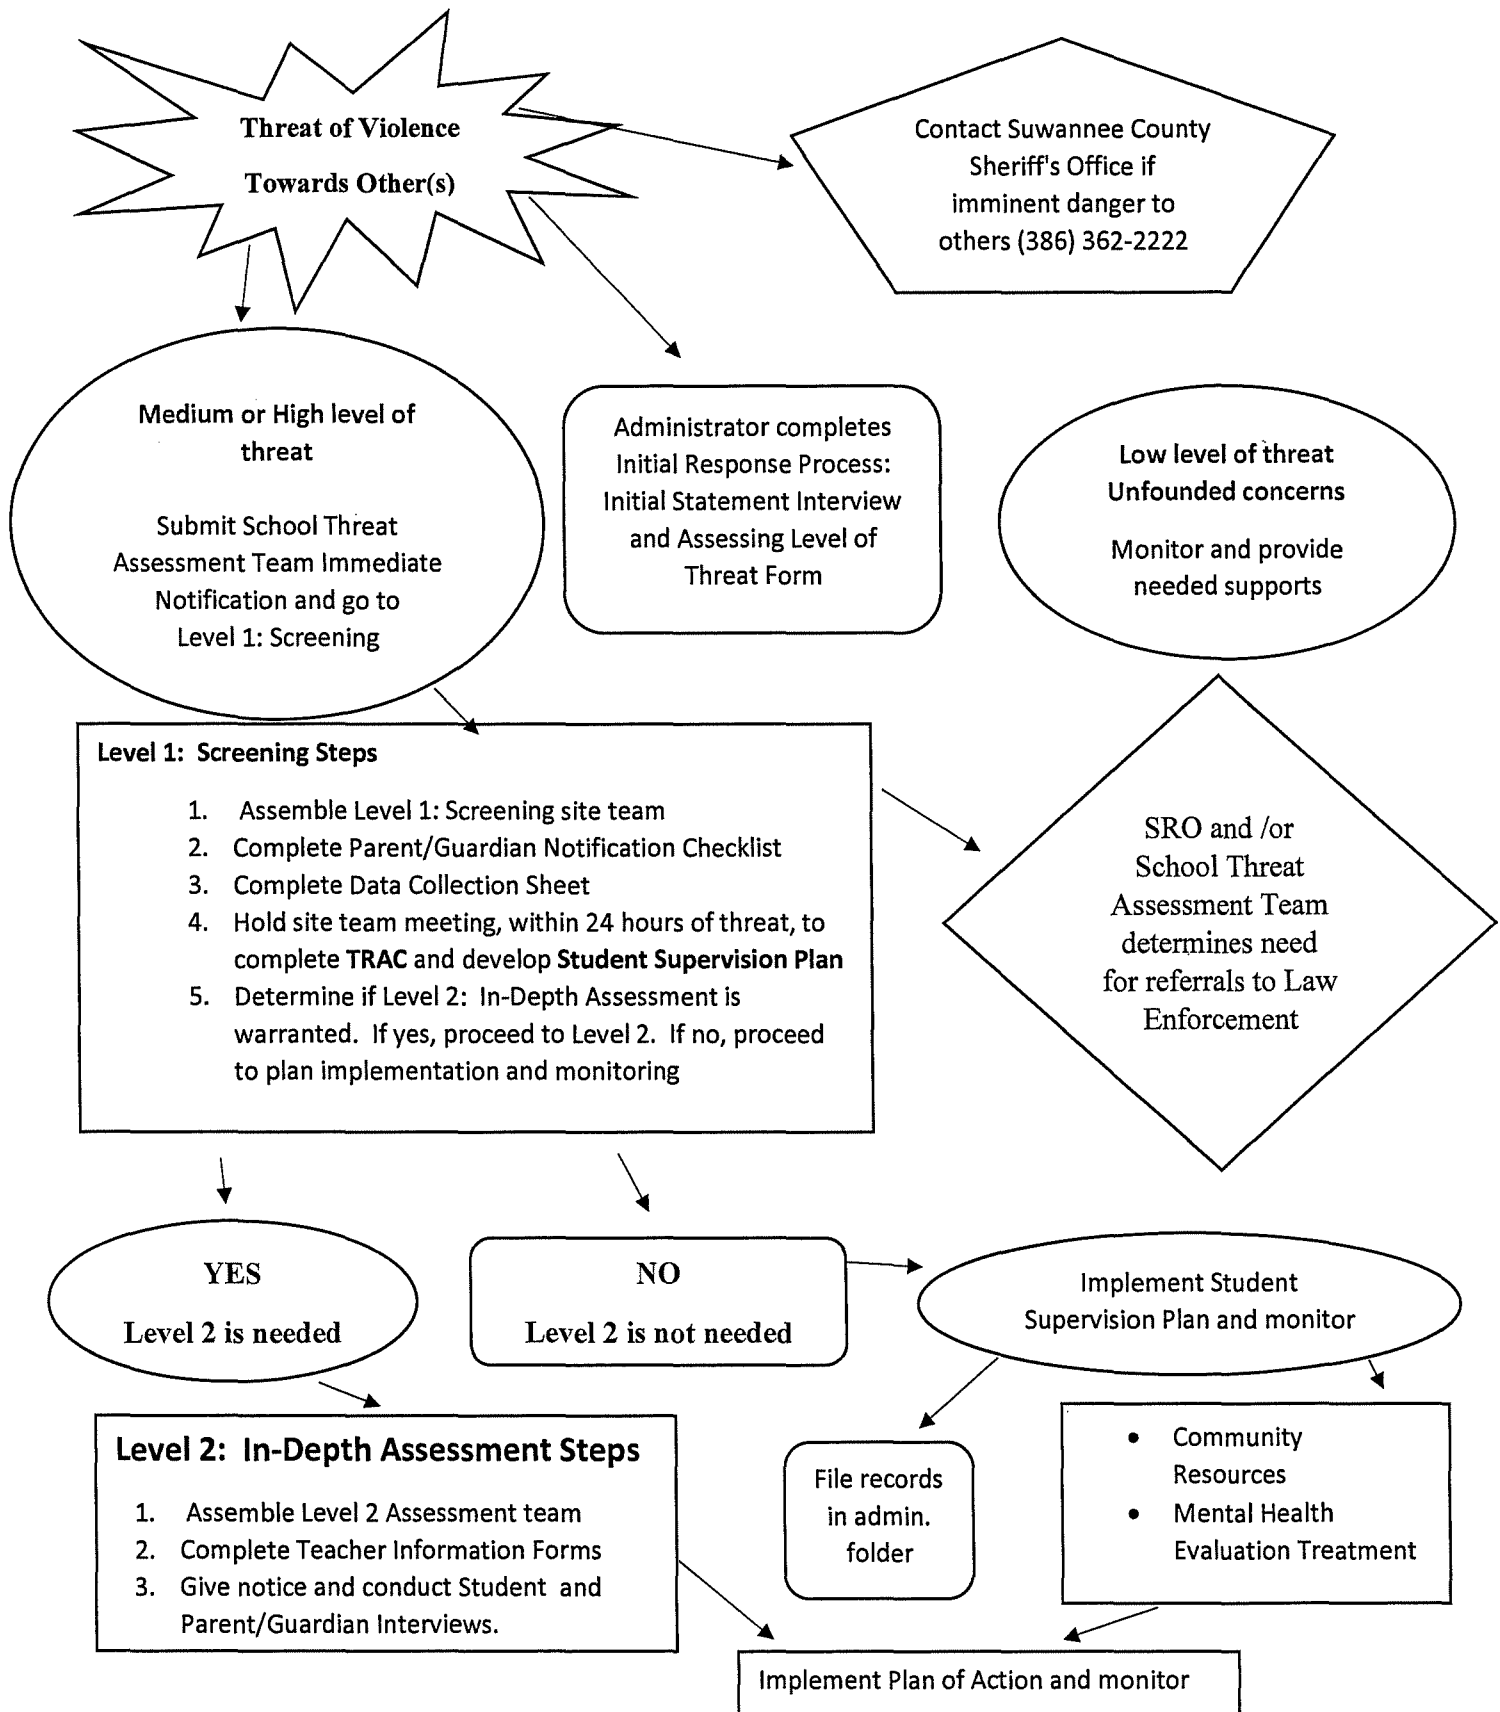 Threat of Violence
Towards Other(s)
Contact Suwannee County
Sheriff's Office if
imminent danger to
others (386) 362-2222
Medium or High level of
threat
Submit School Threat
Assessment Team Immediate
Notification and go to
Level 1: Screening
Administrator completes
Initial Response Process:
Initial Statement Interview
and Assessing Level of
Threat Form
Low level of threat
Unfounded concerns
Monitor and provide
needed supports
Level 1: Screening Steps
1. Assemble Level 1: Screening site team
2. Complete Parent/Guardian Notification Checklist
3. Complete Data Collection Sheet
4. Hold site team meeting, within 24 hours of threat, to
complete TRAC and develop Student Supervision Plan
5. Determine if Level 2: In-Depth Assessment is
warranted. If yes, proceed to Level 2. If no, proceed
to plan implementation and monitoring
SRO and /or
School Threat
Assessment Team
determines need
for referrals to Law
Enforcement
YES
Level 2 is needed
NO
Level 2 is not needed
Implement Student
Supervision Plan and monitor
Level 2: In-Depth Assessment Steps
1. Assemble Level 2 Assessment team
2. Complete Teacher Information Forms
3. Give notice and conduct Student and
Parent/Guardian Interviews.
File records
in admin.
folder
• Community
Resources
• Mental Health
Evaluation Treatment
Implement Plan of Action and monitor